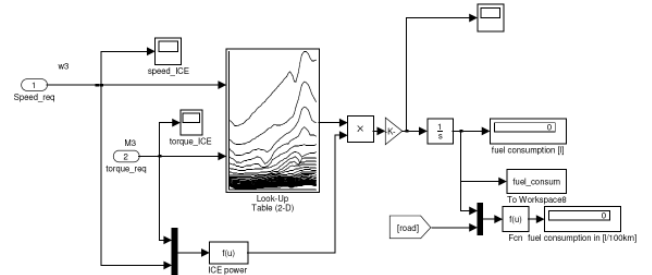 w3
1
Speed_req
speed_ICE
M3
2
torque_req
torque_ICE
Look-Up
Table (2-D)
×
-K-
1
s
0
fuel consumption [l]
fuel_consum
To Workspace8
[road]
f(u)
Fcn
0
fuel consumption in [l/100km]
f(u)
ICE power